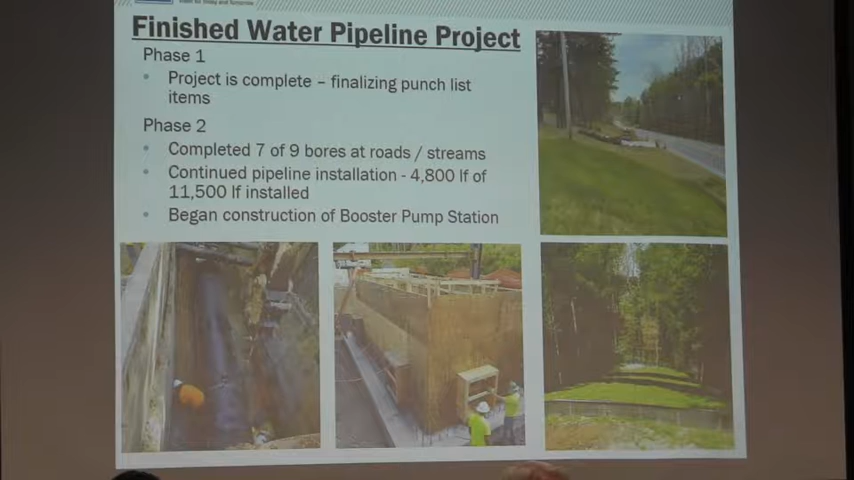 Finished Water Pipeline Project
Phase 1
• Project is complete – finalizing punch list
items
Phase 2
• Completed 7 of 9 bores at roads / streams
• Continued pipeline installation - 4,800 lf of
11,500 lf installed
• Began construction of Booster Pump Station